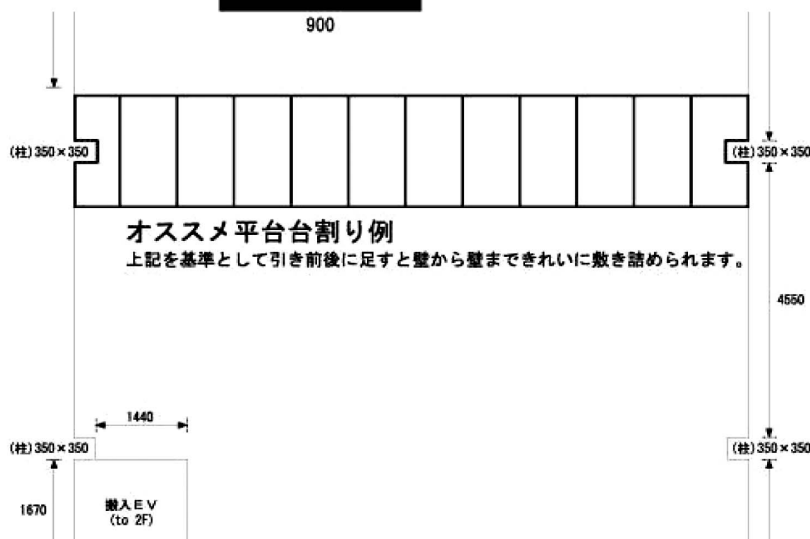 900
(柱)350×350
(柱)350×350
オススメ平台台割り例
上記を基準として引き前後に足すと壁から壁まできれいに敷き詰められます。
4550
1440
(柱)350×350
(柱)350×350
1670
搬入EV
(to 2F)